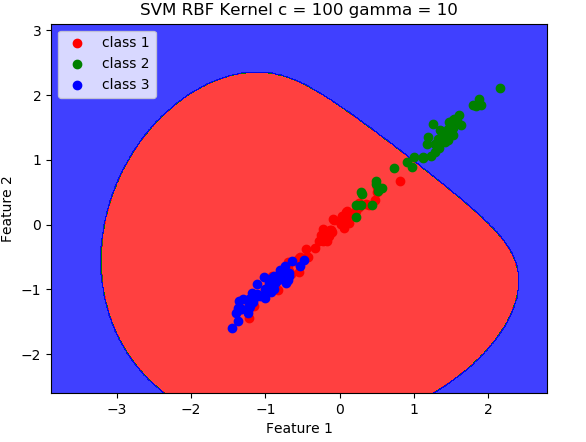 SVM RBF Kernel c = 100 gamma = 10
class 1
class 2
class 3
3
2
1
0
−1
−2
Feature 2
−3 −2 −1 0 1 2
Feature 1